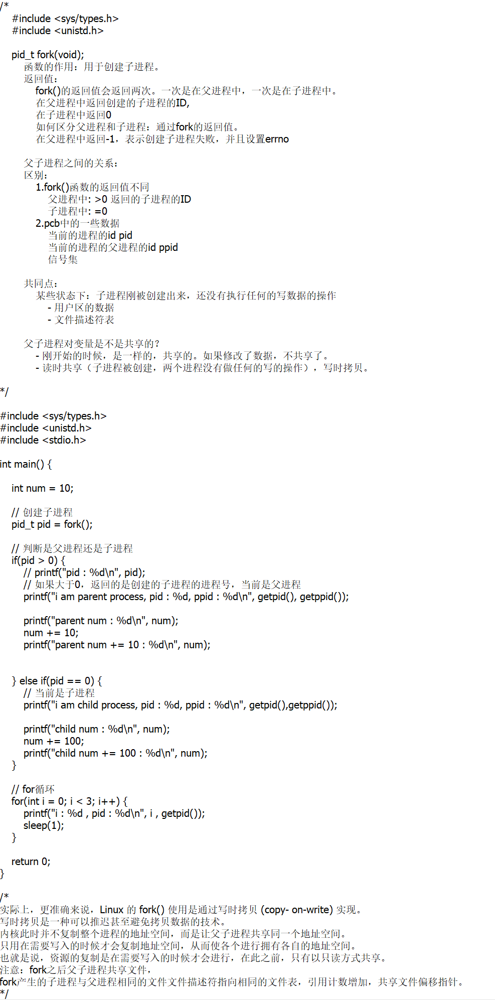 /*
    #include <sys/types.h>
    #include <unistd.h>

    pid_t fork(void);
        函数的作用：用于创建子进程。
        返回值：
            fork()的返回值会返回两次。一次是在父进程中，一次是在子进程中。
            在父进程中返回创建的子进程的ID,
            在子进程中返回0
            如何区分父进程和子进程：通过fork的返回值。
            在父进程中返回-1，表示创建子进程失败，并且设置errno

        父子进程之间的关系：
        区别：
            1.fork()函数的返回值不同
                父进程中: >0 返回的子进程的ID
                子进程中: =0
            2.pcb中的一些数据
                当前的进程的id pid
                当前的进程的父进程的id ppid
                信号集

        共同点：
            某些状态下：子进程刚被创建出来，还没有执行任何的写数据的操作
                - 用户区的数据
                - 文件描述符表

        父子进程对变量是不是共享的？
            - 刚开始的时候，是一样的，共享的。如果修改了数据，不共享了。
            - 读时共享（子进程被创建，两个进程没有做任何的写的操作），写时拷贝。

*/

#include <sys/types.h>
#include <unistd.h>
#include <stdio.h>

int main() {

    int num = 10;

    // 创建子进程
    pid_t pid = fork();

    // 判断是父进程还是子进程
    if(pid > 0) {
        // printf("pid : %d\n", pid);
        // 如果大于0，返回的是创建的子进程的进程号，当前是父进程
        printf("i am parent process, pid : %d, ppid : %d\n", getpid(), getppid());

        printf("parent num : %d\n", num);
        num += 10;
        printf("parent num += 10 : %d\n", num);


    } else if(pid == 0) {
        // 当前是子进程
        printf("i am child process, pid : %d, ppid : %d\n", getpid(),getppid());

        printf("child num : %d\n", num);
        num += 100;
        printf("child num += 100 : %d\n", num);
    }

    // for循环
    for(int i = 0; i < 3; i++) {
        printf("i : %d , pid : %d\n", i , getpid());
        sleep(1);
    }

    return 0;
}

/*
实际上，更准确来说，Linux 的 fork() 使用是通过写时拷贝 (copy- on-write) 实现。
写时拷贝是一种可以推迟甚至避免拷贝数据的技术。
内核此时并不复制整个进程的地址空间，而是让父子进程共享同一个地址空间。
只用在需要写入的时候才会复制地址空间，从而使各个进行拥有各自的地址空间。
也就是说，资源的复制是在需要写入的时候才会进行，在此之前，只有以只读方式共享。
注意：fork之后父子进程共享文件，
fork产生的子进程与父进程相同的文件文件描述符指向相同的文件表，引用计数增加，共享文件偏移指针。
*/